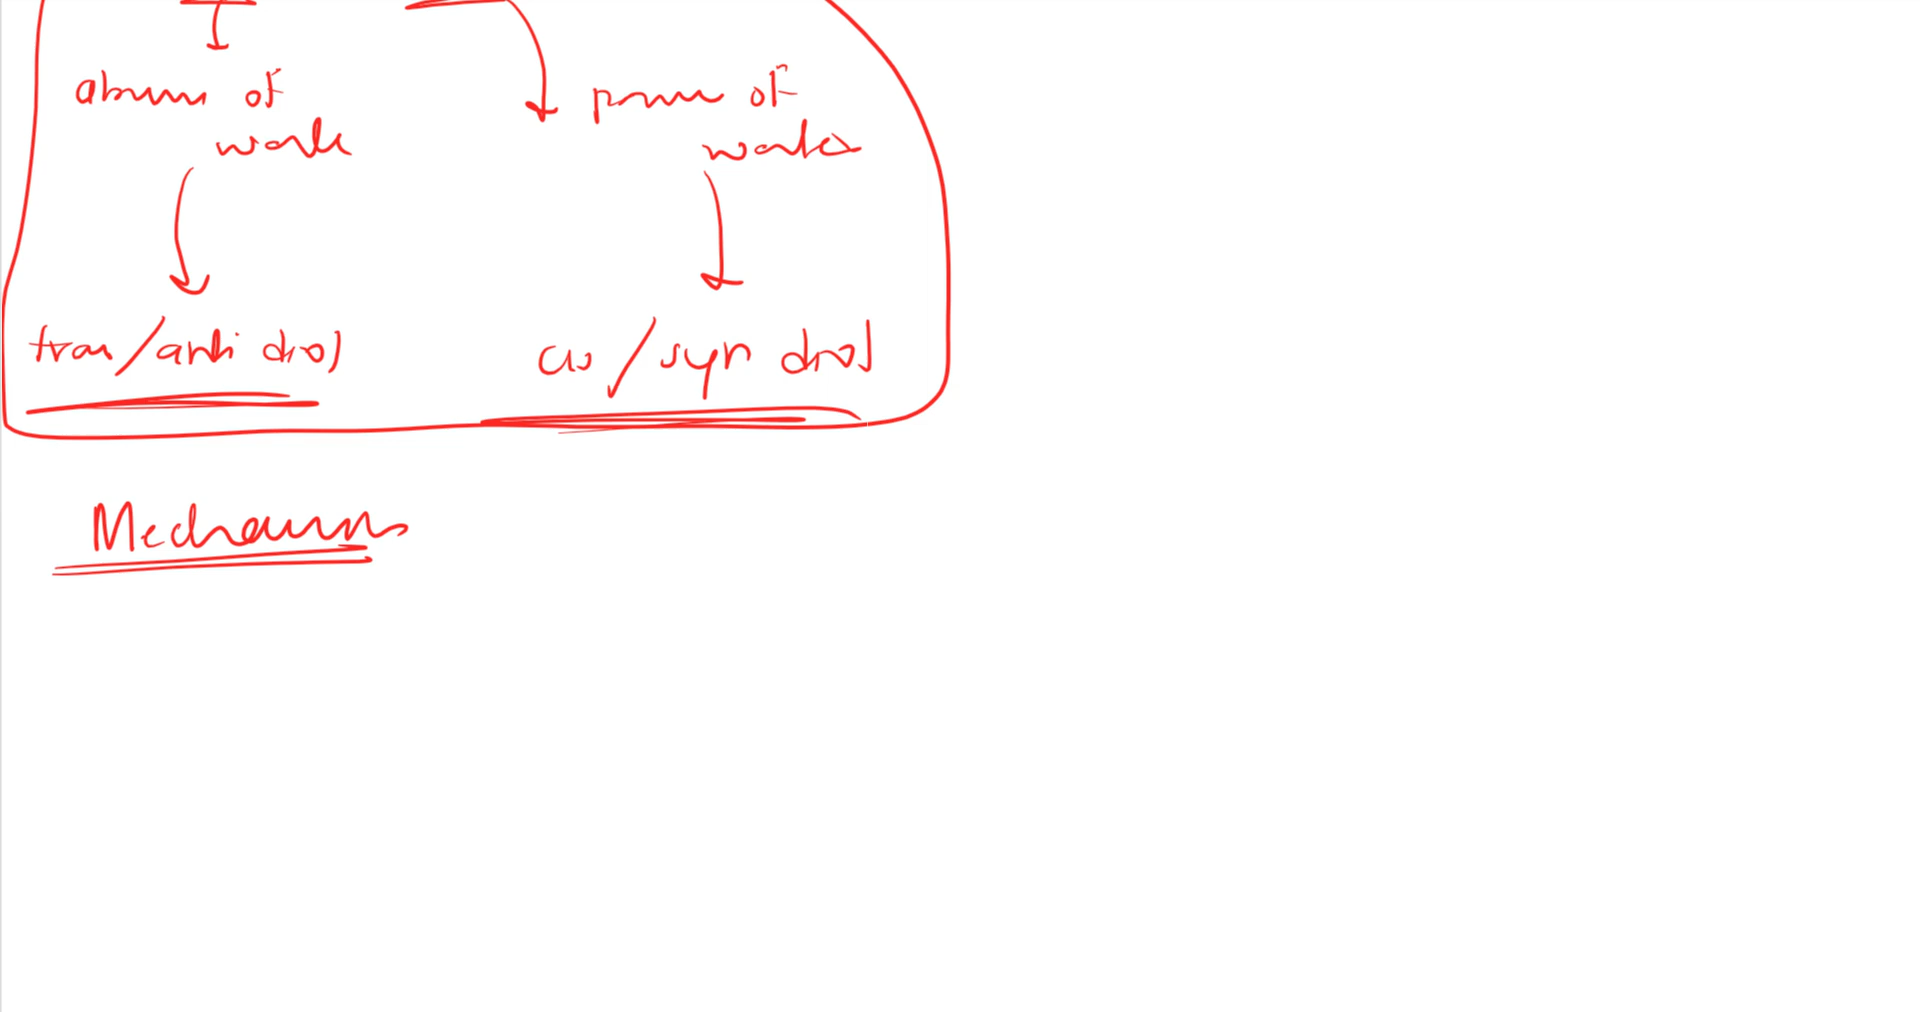 absence of
water
presence of
water
trans/anti diol
cis/syn diol
Mechanism